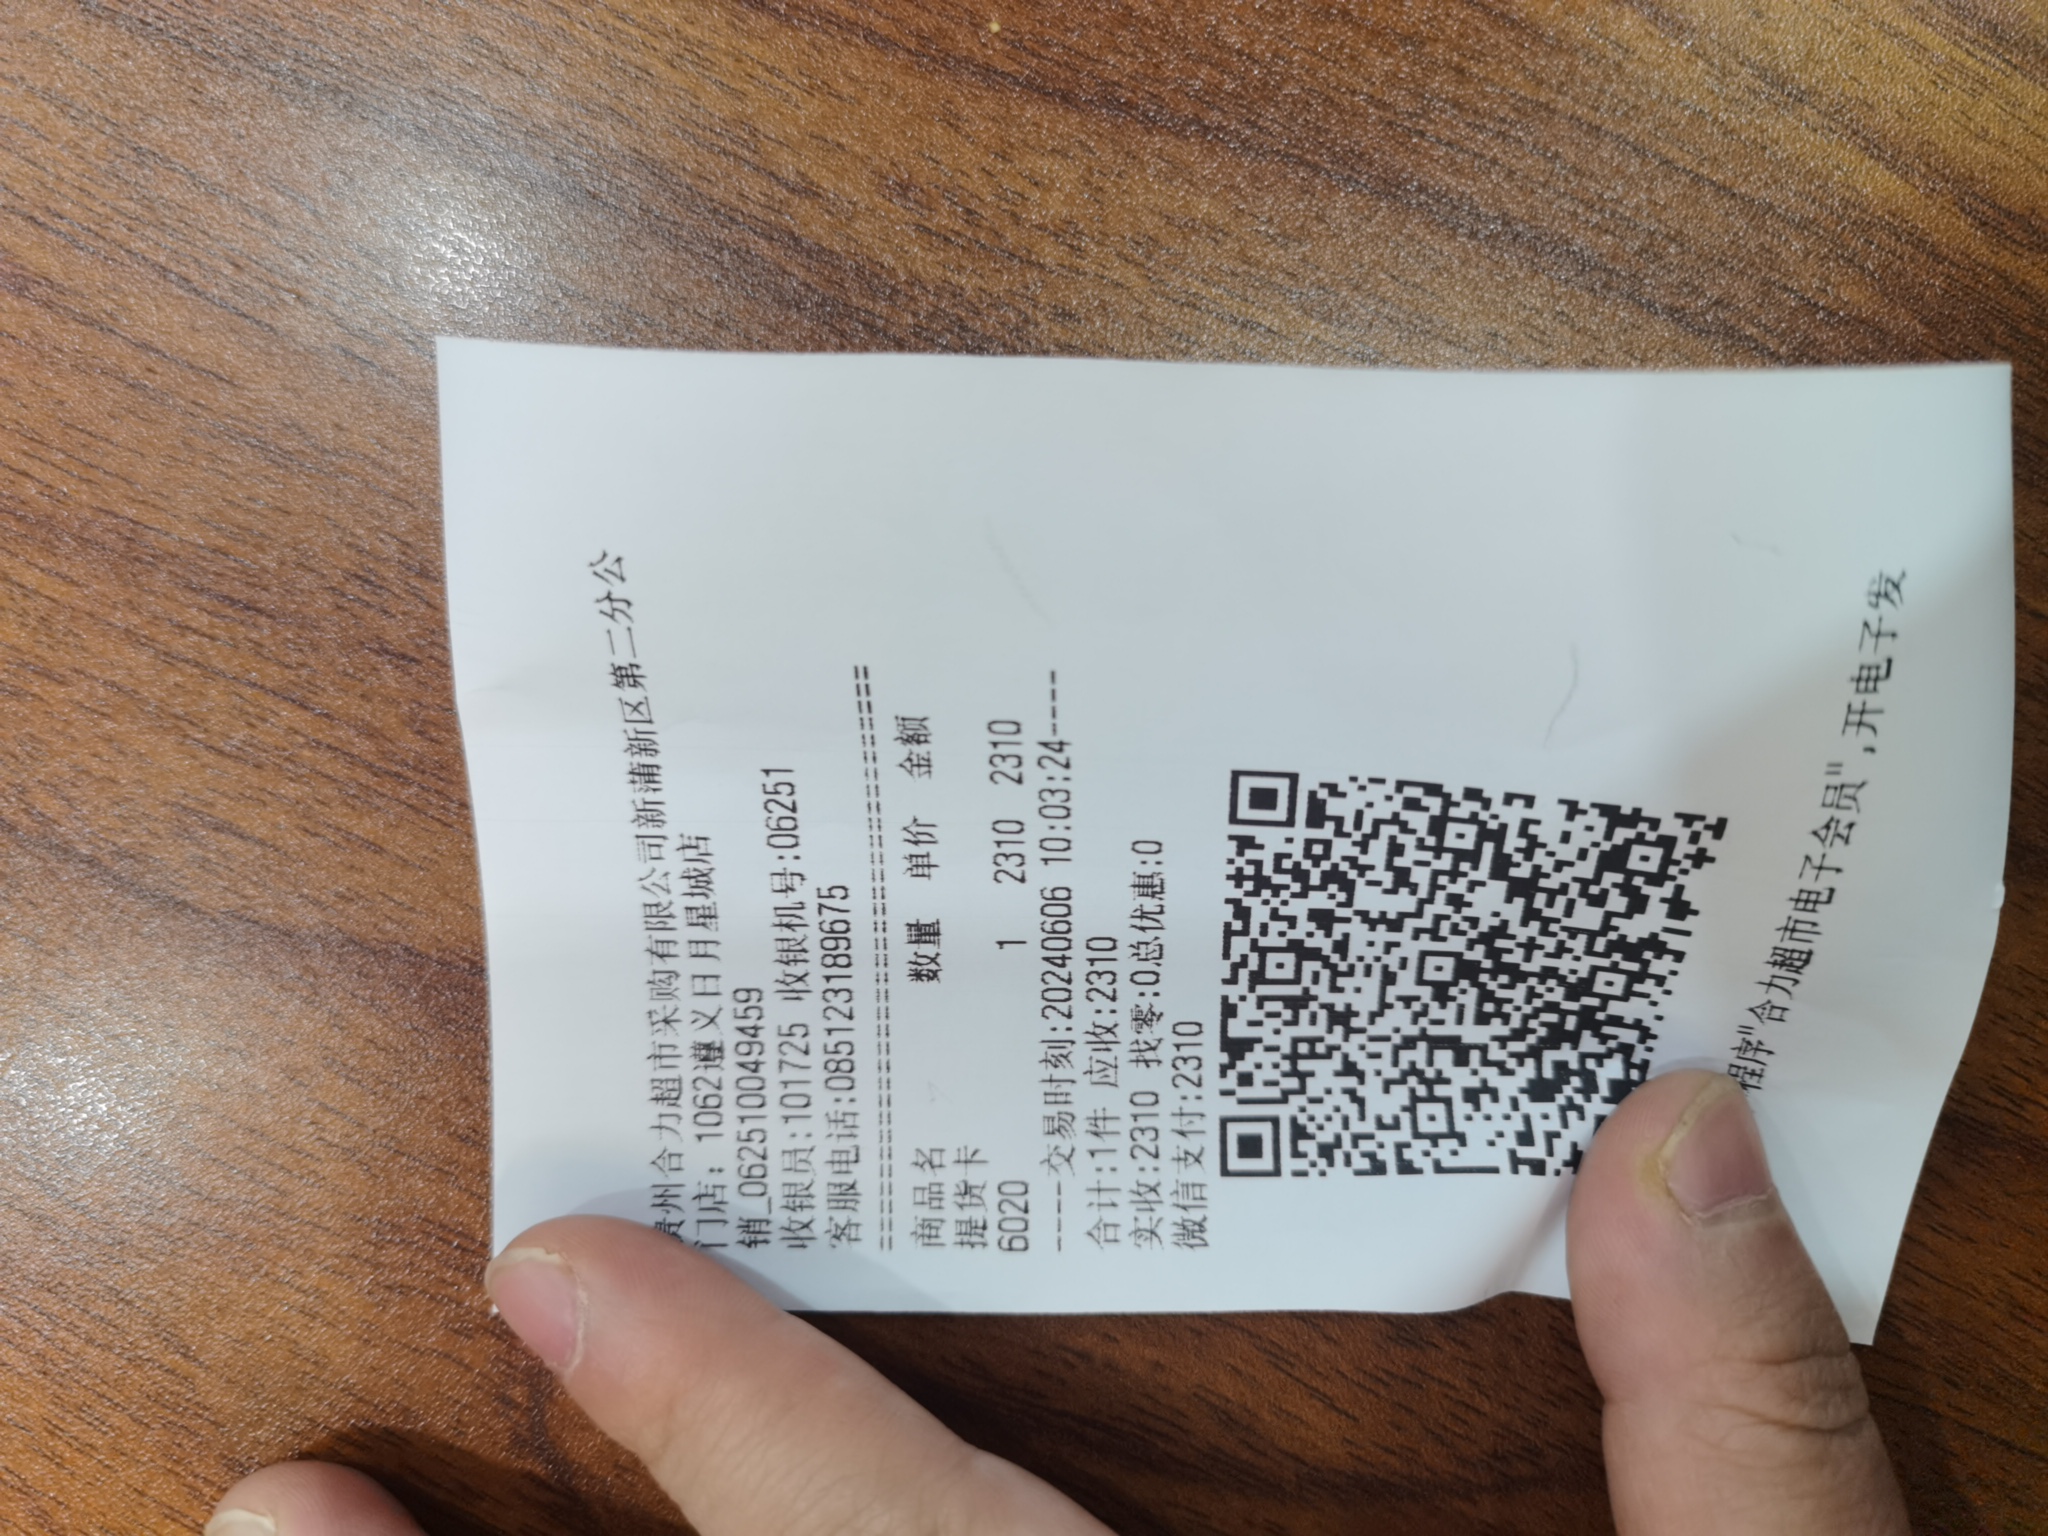 贵州合力超市采购有限公司新蒲新区第二分公
门店：1062遵义日月星城店
销_062510049459
收银员:101725 收银机号:06251
客服电话:085123189675
==========================================
商品名 数量 单价 金额
提货卡
6020 1 2310 2310
----交易时刻:20240606 10:03:24----
合计:1件 应收:2310
实收:2310 找零:0总优惠:0
微信支付:2310
程序"合力超市电子会员",开电子发